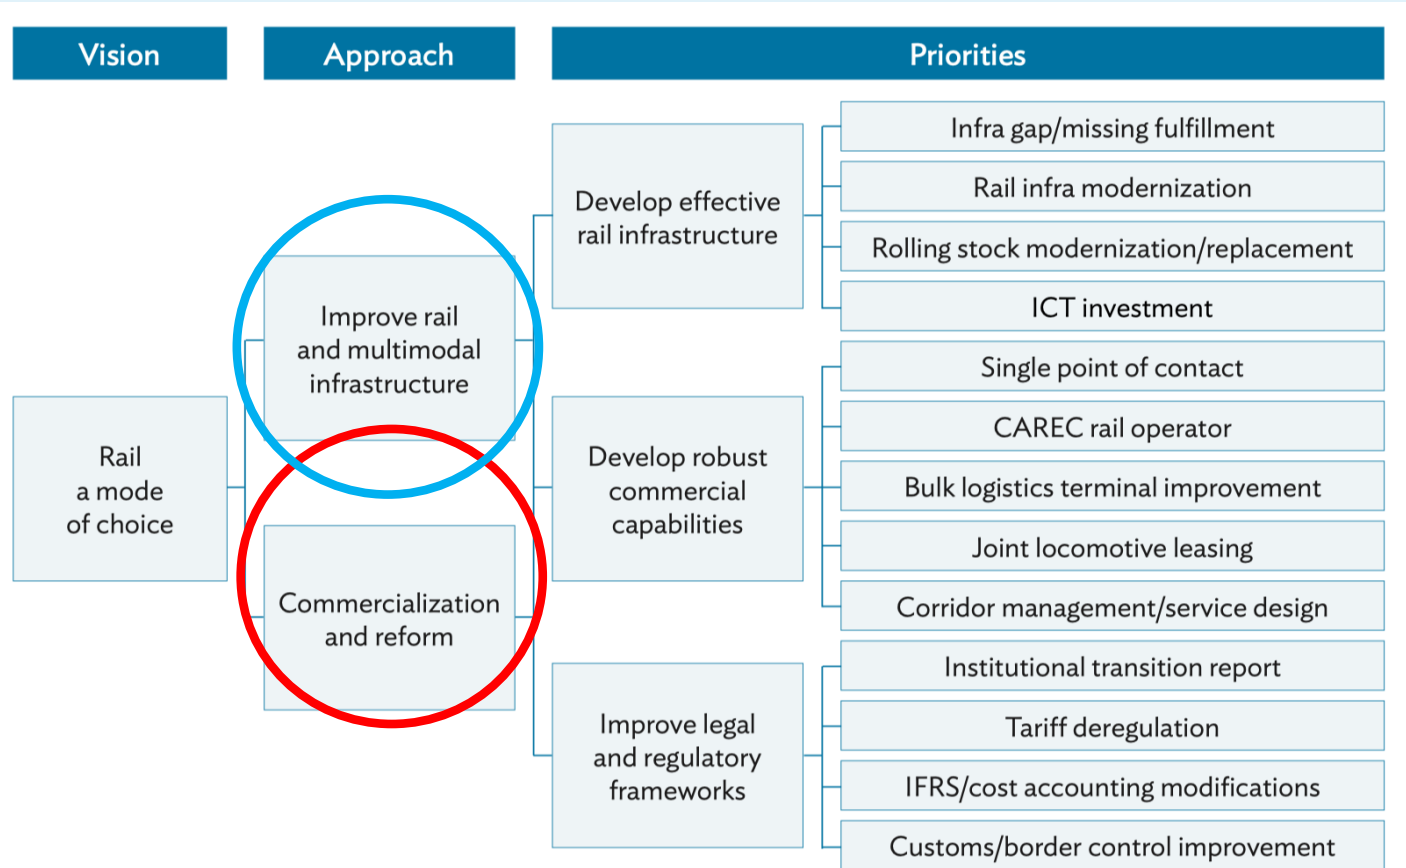 Vision
Approach
Priorities
Rail
a mode
of choice
Improve rail
and multimodal
infrastructure
Commercialization
and reform
Develop effective
rail infrastructure
Infra gap/missing fulfillment
Rail infra modernization
Rolling stock modernization/replacement
ICT investment
Develop robust
commercial
capabilities
Single point of contact
CAREC rail operator
Bulk logistics terminal improvement
Joint locomotive leasing
Corridor management/service design
Improve legal
and regulatory
frameworks
Institutional transition report
Tariff deregulation
IFRS/cost accounting modifications
Customs/border control improvement